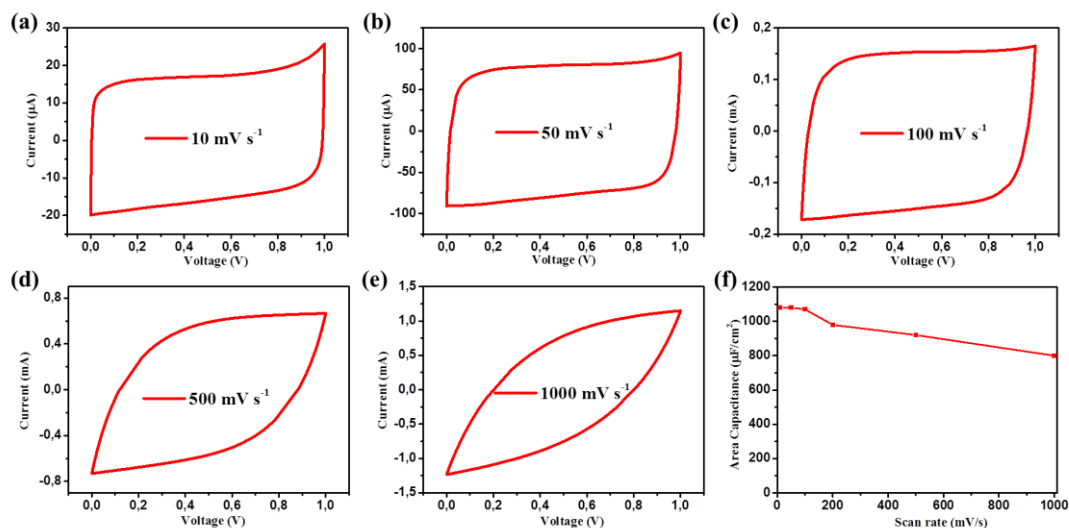 (a)
30
20
10
0
-10
-20
Current (µA)
10 mV s-1
0,0 0,2 0,4 0,6 0,8 1,0
Voltage (V)
(b)
100
50
0
-50
-100
Current (µA)
50 mV s-1
0,0 0,2 0,4 0,6 0,8 1,0
Voltage (V)
(c)
0,2
0,1
0,0
-0,1
-0,2
Current (mA)
100 mV s-1
0,0 0,2 0,4 0,6 0,8 1,0
Voltage (V)
(d)
0,8
0,4
0,0
-0,4
-0,8
Current (mA)
500 mV s-1
0,0 0,2 0,4 0,6 0,8 1,0
Voltage (V)
(e)
1,5
1,0
0,5
0,0
-0,5
-1,0
-1,5
Current (mA)
1000 mV s-1
0,0 0,2 0,4 0,6 0,8 1,0
Voltage (V)
(f)
1200
1000
800
600
400
200
0
Area Capacitance (µF/cm2)
0 200 400 600 800 1000
Scan rate (mV/s)